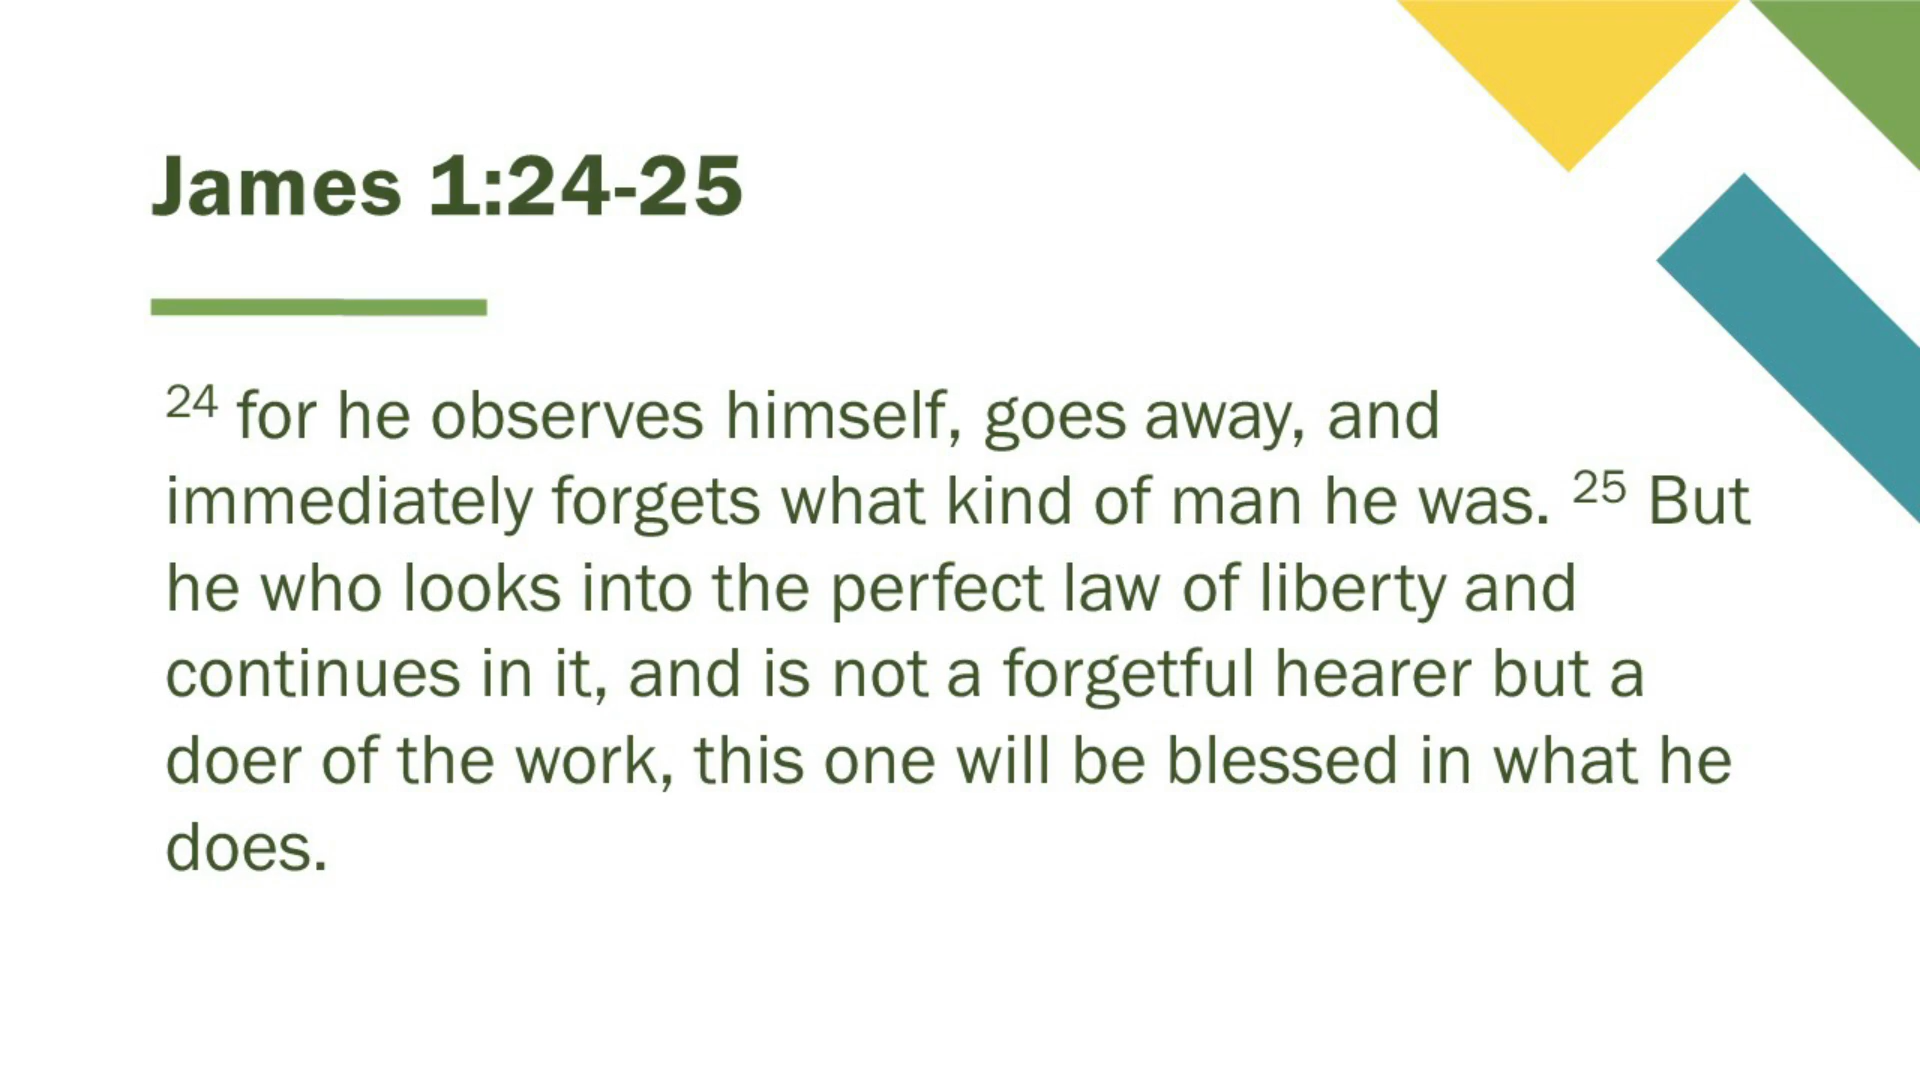 James 1:24-25
24 for he observes himself, goes away, and
immediately forgets what kind of man he was. 25 But
he who looks into the perfect law of liberty and
continues in it, and is not a forgetful hearer but a
doer of the work, this one will be blessed in what he
does.